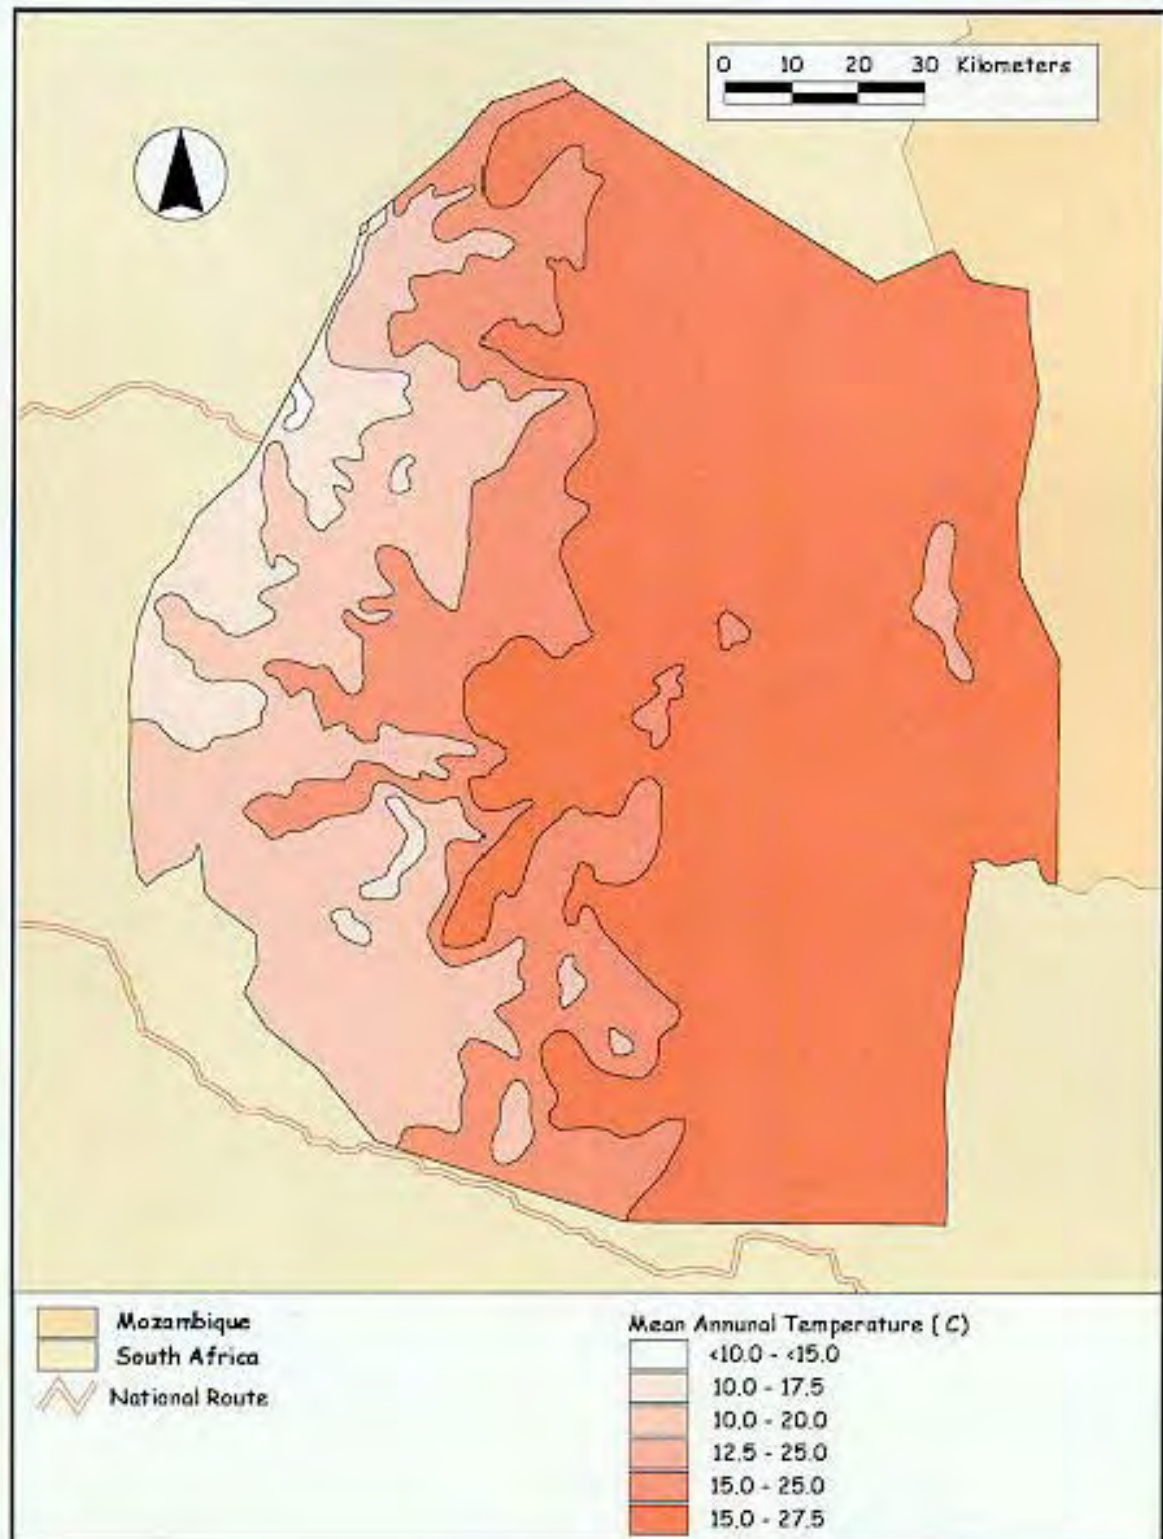 0 10 20 30 Kilometers
Mozambique
South Africa
National Route
Mean Annunal Temperature ( C)
<10.0 - <15.0
10.0 - 17.5
10.0 - 20.0
12.5 - 25.0
15.0 - 25.0
15.0 - 27.5